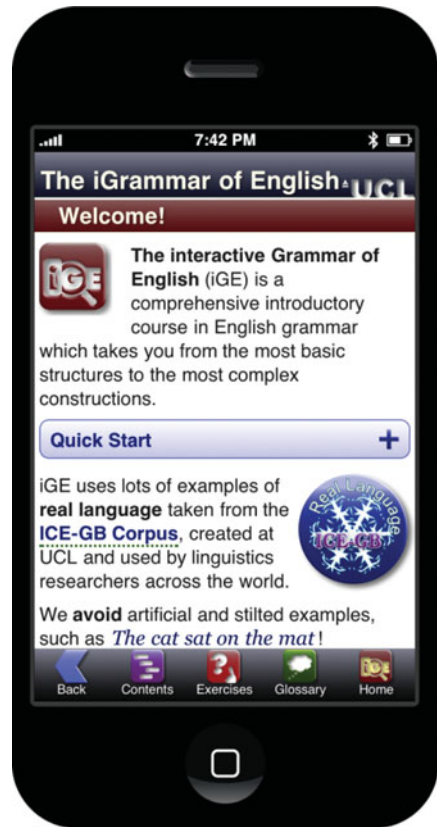 7:42 PM
The iGrammar of English UCL
Welcome!
iGE
The interactive Grammar of
English (iGE) is a
comprehensive introductory
course in English grammar
which takes you from the most basic
structures to the most complex
constructions.
Quick Start +
iGE uses lots of examples of
real language taken from the
ICE-GB Corpus, created at
UCL and used by linguistics
researchers across the world.
Real Language
ICE-GB
We avoid artificial and stilted examples,
such as The cat sat on the mat!
Back Contents Exercises Glossary Home
iGE